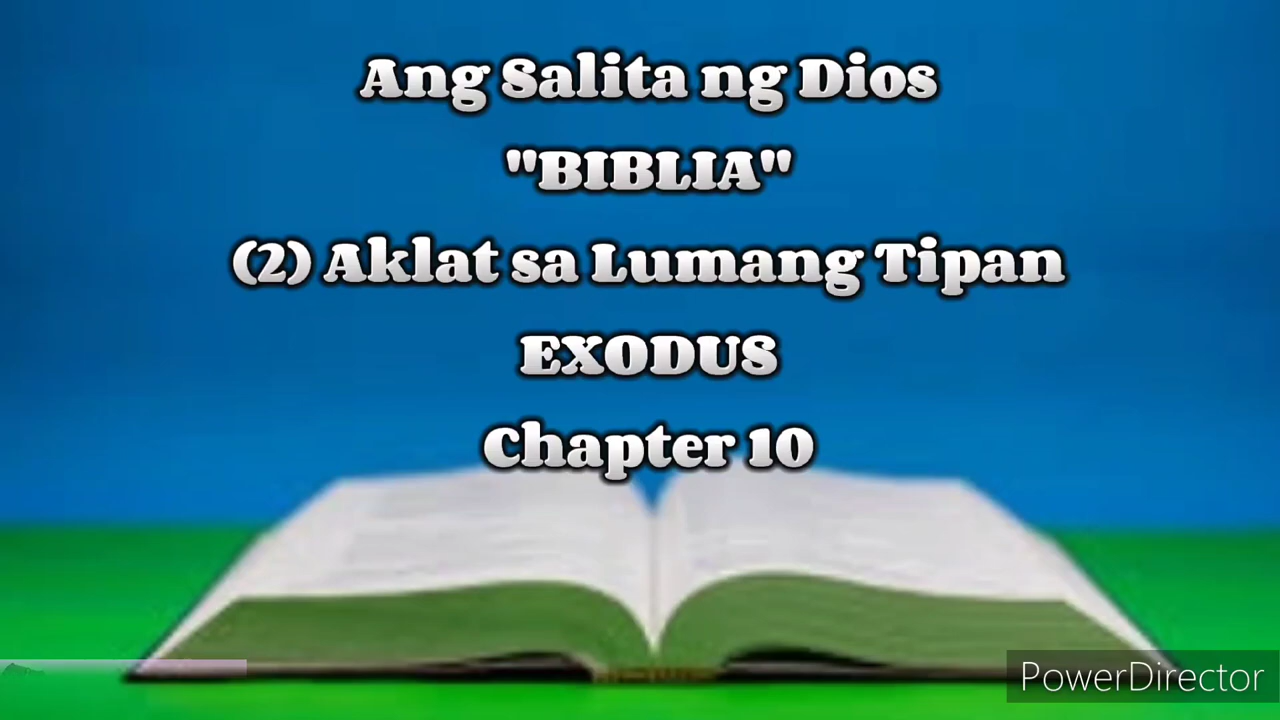 Ang Salita ng Dios
"BIBLIA"
(2) Aklat sa Lumang Tipan
EXODUS
Chapter 10
PowerDirector